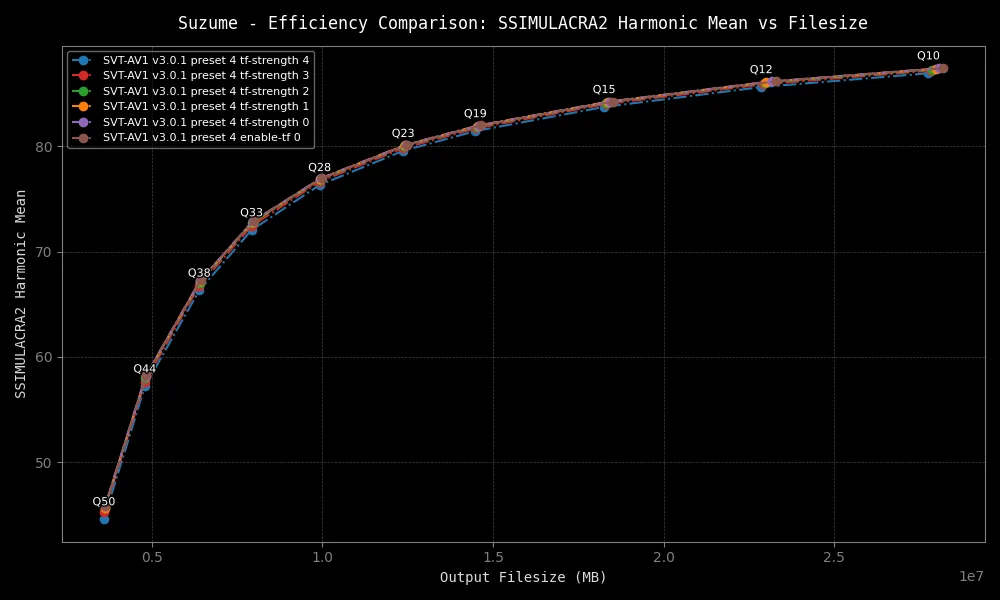 Suzume - Efficiency Comparison: SSIMULACRA2 Harmonic Mean vs Filesize
SVT-AV1 v3.0.1 preset 4 tf-strength 4
SVT-AV1 v3.0.1 preset 4 tf-strength 3
SVT-AV1 v3.0.1 preset 4 tf-strength 2
SVT-AV1 v3.0.1 preset 4 tf-strength 1
SVT-AV1 v3.0.1 preset 4 tf-strength 0
SVT-AV1 v3.0.1 preset 4 enable-tf 0
Q10
Q12
Q15
Q19
Q23
Q28
Q33
Q38
Q44
Q50
SSIMULACRA2 Harmonic Mean
80
70
60
50
0.5
1.0
1.5
2.0
2.5
1e7
Output Filesize (MB)